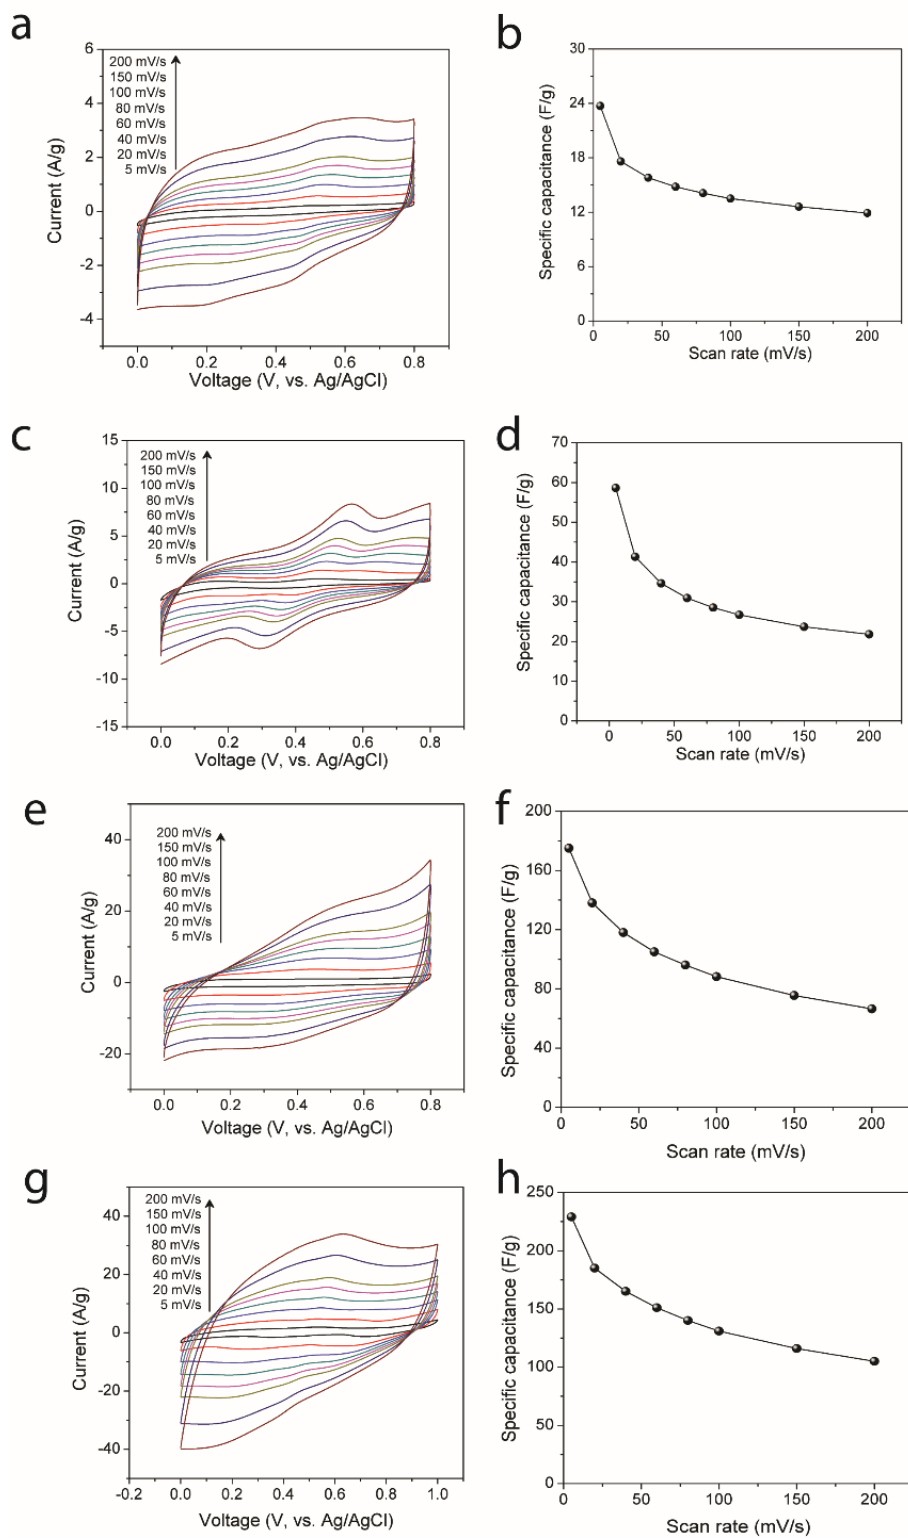 a
6
4
2
0
-2
-4
Current (A/g)
200 mV/s
150 mV/s
100 mV/s
80 mV/s
60 mV/s
40 mV/s
20 mV/s
5 mV/s
0.0 0.2 0.4 0.6 0.8
Voltage (V, vs. Ag/AgCl)
b
30
24
18
12
6
0
Specific capacitance (F/g)
0 50 100 150 200
Scan rate (mV/s)
c
15
10
5
0
-5
-10
-15
Current (A/g)
200 mV/s
150 mV/s
100 mV/s
80 mV/s
60 mV/s
40 mV/s
20 mV/s
5 mV/s
0.0 0.2 0.4 0.6 0.8
Voltage (V, vs. Ag/AgCl)
d
70
60
50
40
30
20
10
0
Specific capacitance (F/g)
0 50 100 150 200
Scan rate (mV/s)
e
40
20
0
-20
Current (A/g)
200 mV/s
150 mV/s
100 mV/s
80 mV/s
60 mV/s
40 mV/s
20 mV/s
5 mV/s
0.0 0.2 0.4 0.6 0.8
Voltage (V, vs. Ag/AgCl)
f
200
160
120
80
40
0
Specific capacitance (F/g)
0 50 100 150 200
Scan rate (mV/s)
g
40
20
0
-20
-40
Current (A/g)
200 mV/s
150 mV/s
100 mV/s
80 mV/s
60 mV/s
40 mV/s
20 mV/s
5 mV/s
-0.2 0.0 0.2 0.4 0.6 0.8 1.0
Voltage (V, vs. Ag/AgCl)
h
250
200
150
100
50
0
Specific capacitance (F/g)
0 50 100 150 200
Scan rate (mV/s)